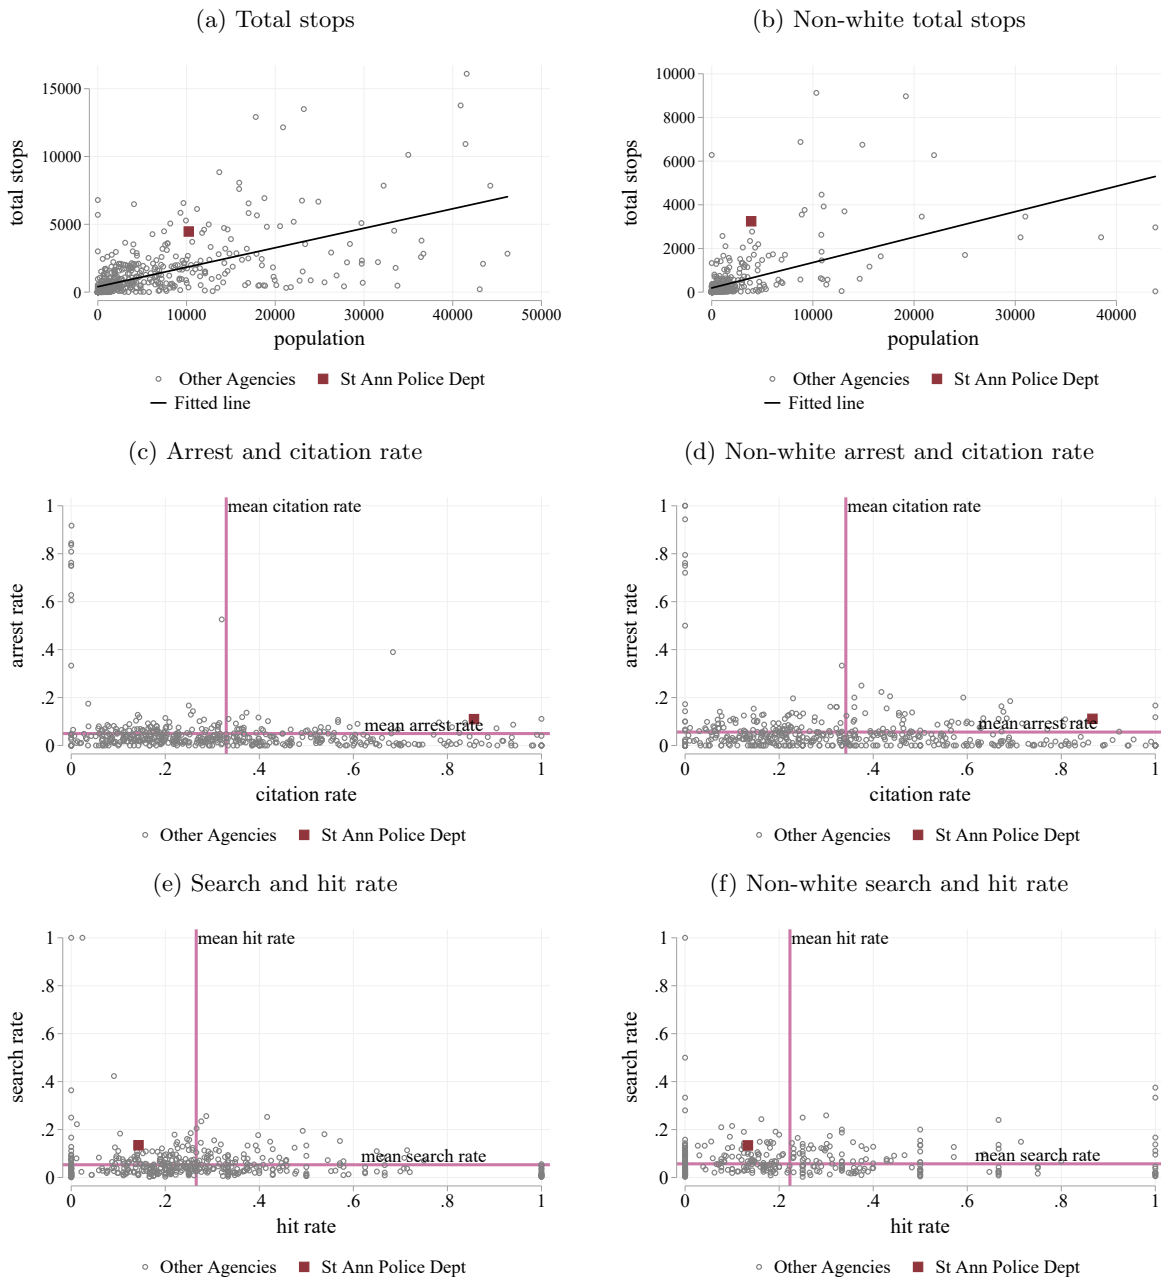 (a) Total stops
15000
10000
5000
0
total stops
0 10000 20000 30000 40000 50000
population
Other Agencies St Ann Police Dept
Fitted line
(b) Non-white total stops
10000
8000
6000
4000
2000
0
total stops
0 10000 20000 30000 40000
population
Other Agencies St Ann Police Dept
Fitted line
(c) Arrest and citation rate
mean citation rate
1
.8
.6
.4
.2
0
arrest rate
mean arrest rate
0 .2 .4 .6 .8 1
citation rate
Other Agencies St Ann Police Dept
(d) Non-white arrest and citation rate
mean citation rate
1
.8
.6
.4
.2
0
arrest rate
mean arrest rate
0 .2 .4 .6 .8 1
citation rate
Other Agencies St Ann Police Dept
(e) Search and hit rate
mean hit rate
1
.8
.6
.4
.2
0
search rate
mean search rate
0 .2 .4 .6 .8 1
hit rate
Other Agencies St Ann Police Dept
(f) Non-white search and hit rate
mean hit rate
1
.8
.6
.4
.2
0
search rate
mean search rate
0 .2 .4 .6 .8 1
hit rate
Other Agencies St Ann Police Dept